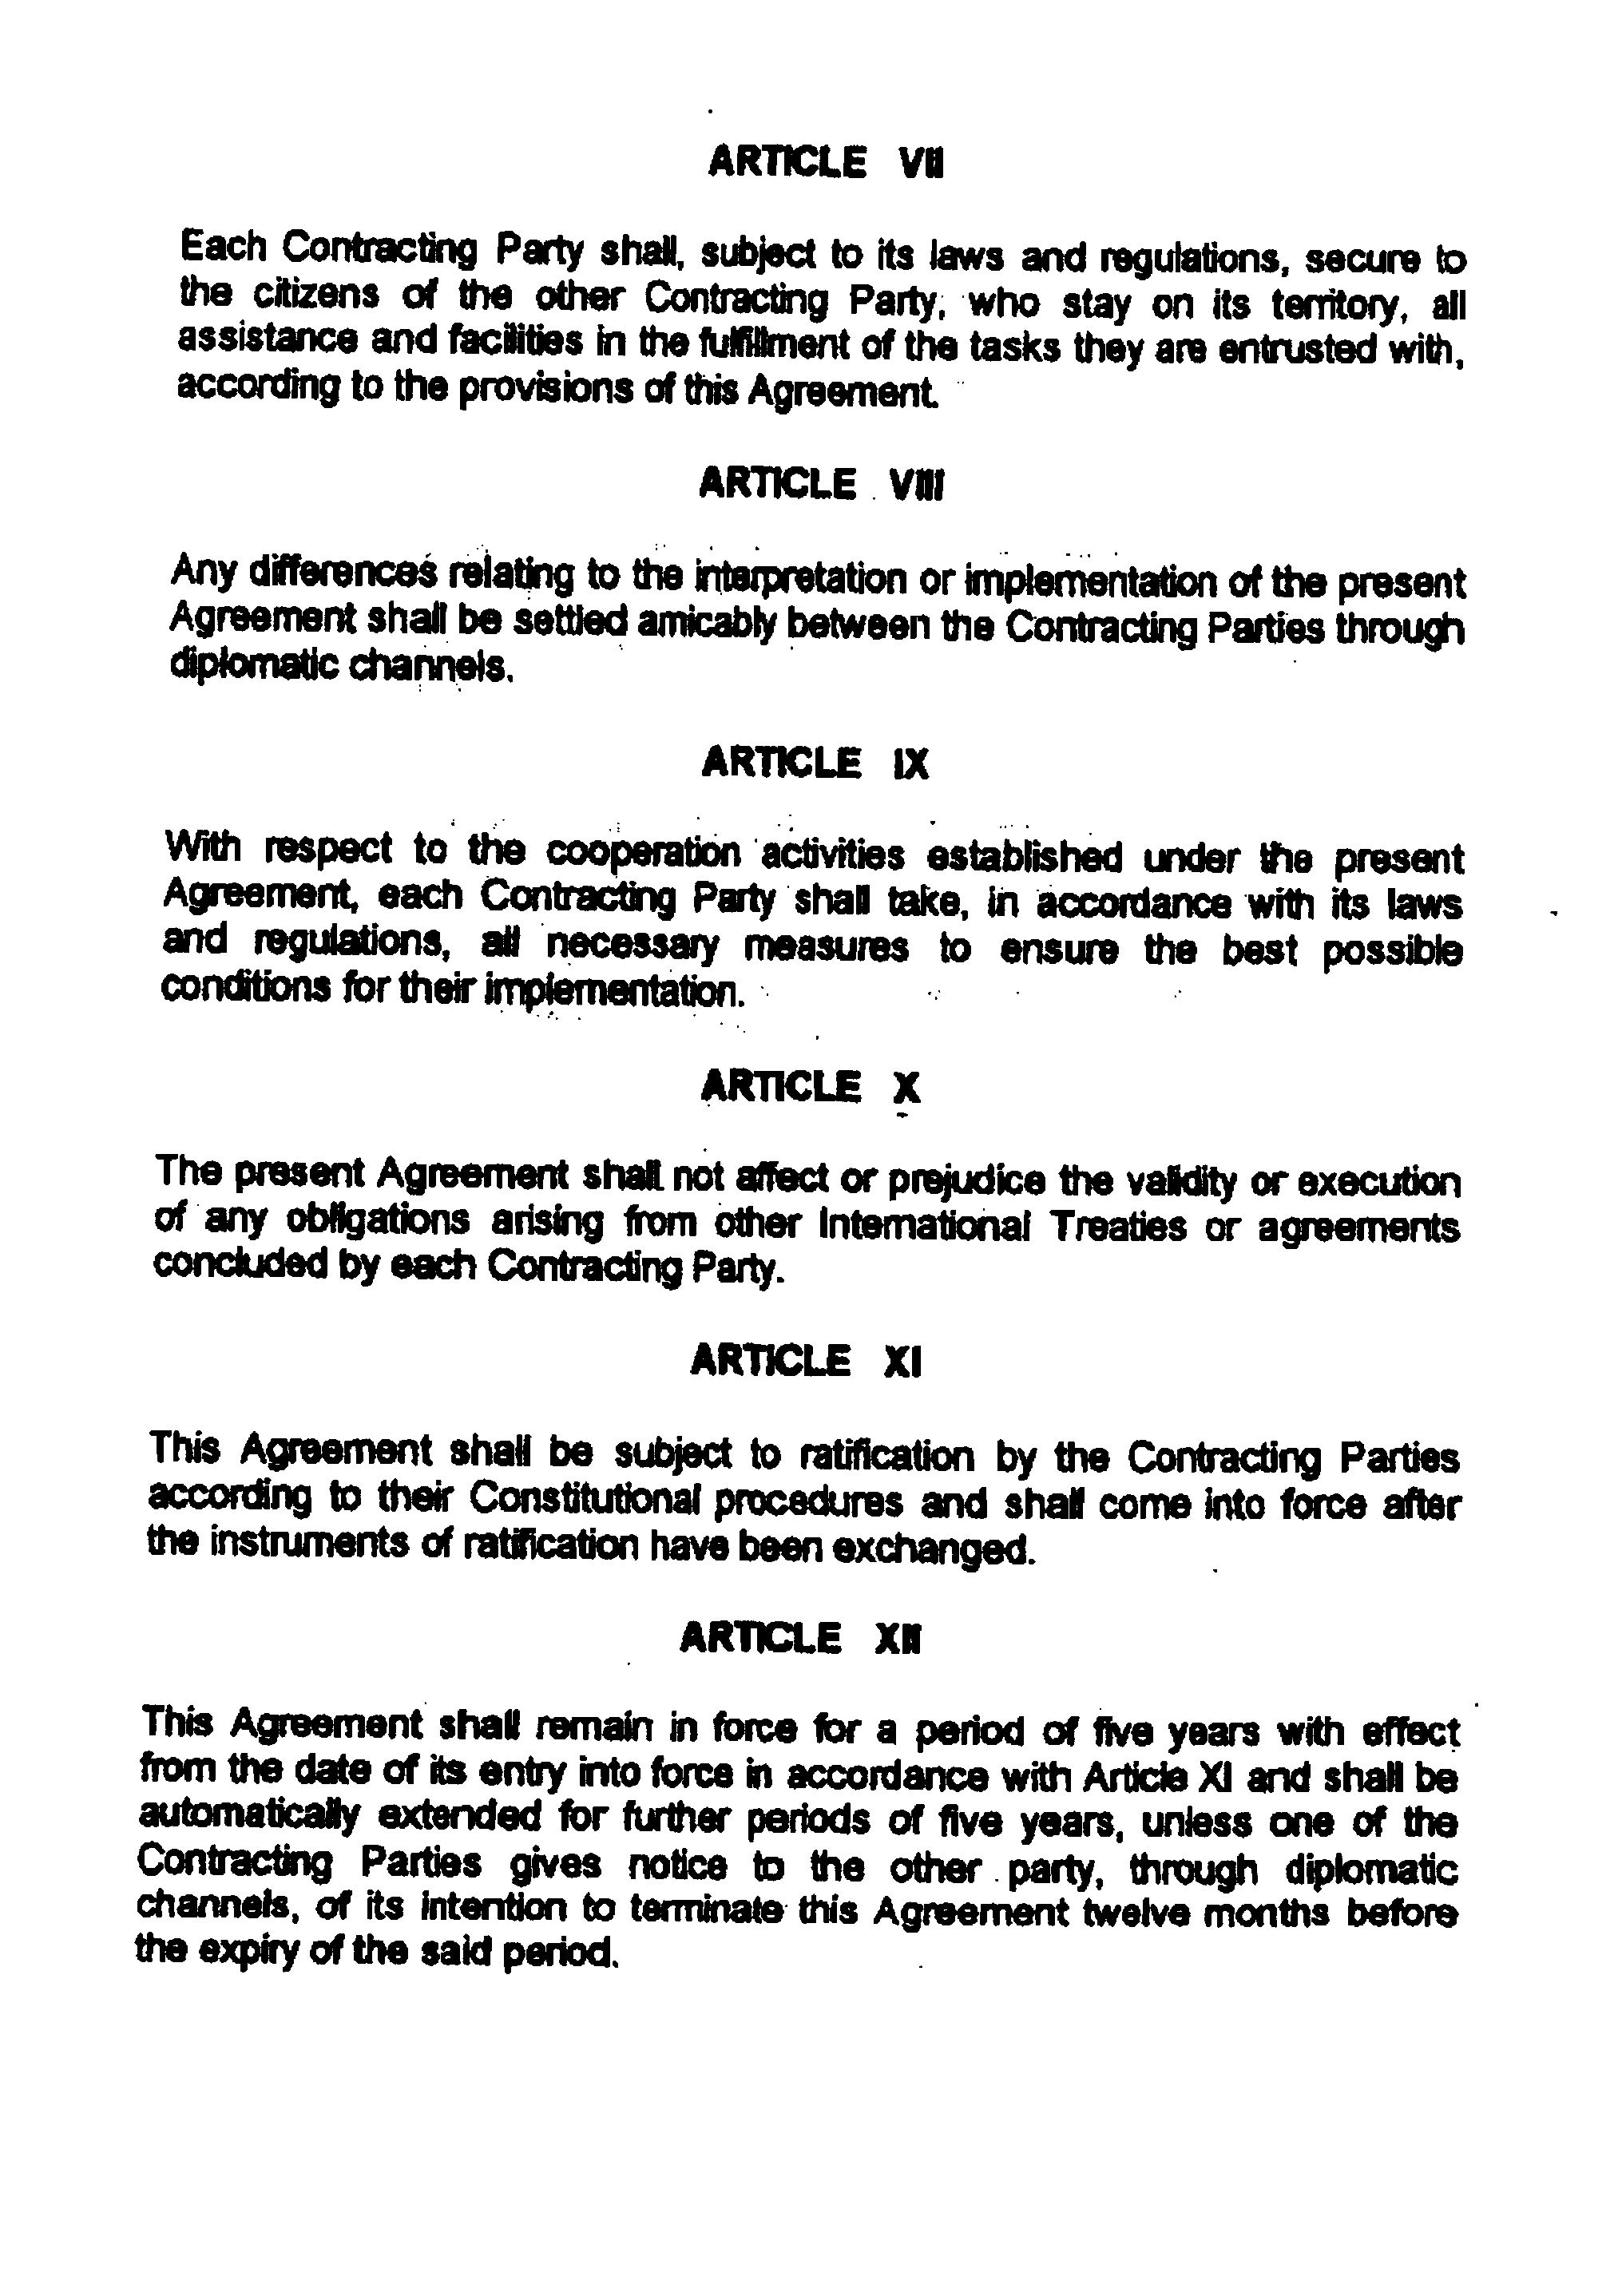 ARTICLE VII
Each Contracting Party shall, subject to its laws and regulations, secure to
the citizens of the other Contracting Party, who stay on its territory, all
assistance and facilities in the fulfillment of the tasks they are entrusted with,
according to the provisions of this Agreement.
ARTICLE VIII
Any differences relating to the interpretation or implementation of the present
Agreement shall be settled amicably between the Contracting Parties through
diplomatic channels.
ARTICLE IX
With respect to the cooperation activities established under the present
Agreement, each Contracting Party shall take, in accordance with its laws
and regulations, all necessary measures to ensure the best possible
conditions for their implementation.
ARTICLE X
The present Agreement shall not affect or prejudice the validity or execution
of any obligations arising from other International Treaties or agreements
concluded by each Contracting Party.
ARTICLE XI
This Agreement shall be subject to ratification by the Contracting Parties
according to their Constitutional procedures and shall come into force after
the instruments of ratification have been exchanged.
ARTICLE XII
This Agreement shall remain in force for a period of five years with effect
from the date of its entry into force in accordance with Article XI and shall be
automatically extended for further periods of five years, unless one of the
Contracting Parties gives notice to the other party, through diplomatic
channels, of its intention to terminate this Agreement twelve months before
the expiry of the said period.